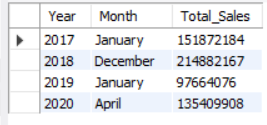 Year Month Total_Sales
2017 January 151872184
2018 December 214882167
2019 January 97664076
2020 April 135409908